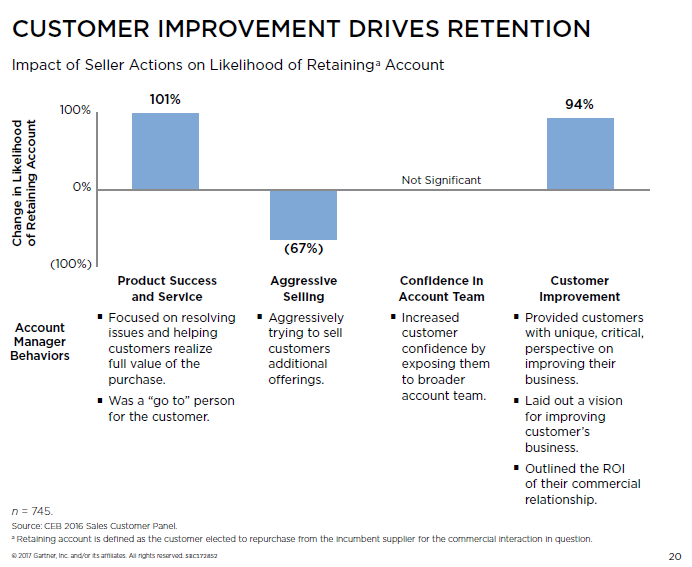 CUSTOMER IMPROVEMENT DRIVES RETENTION
Impact of Seller Actions on Likelihood of Retainingᵃ Account
Change in Likelihood
of Retaining Account
100%
0%
(100%)
101%
(67%)
Not Significant
94%
Product Success
and Service
Aggressive
Selling
Confidence in
Account Team
Customer
Improvement
Account
Manager
Behaviors
▪ Focused on resolving
issues and helping
customers realize
full value of the
purchase.
▪ Was a “go to” person
for the customer.
▪ Aggressively
trying to sell
customers
additional
offerings.
▪ Increased
customer
confidence by
exposing them
to broader
account team.
▪ Provided customers
with unique, critical,
perspective on
improving their
business.
▪ Laid out a vision
for improving
customer’s
business.
▪ Outlined the ROI
of their commercial
relationship.
n = 745.
Source: CEB 2016 Sales Customer Panel.
ᵃ Retaining account is defined as the customer elected to repurchase from the incumbent supplier for the commercial interaction in question.
© 2017 Gartner, Inc. and/or its affiliates. All rights reserved. SBC172852
20